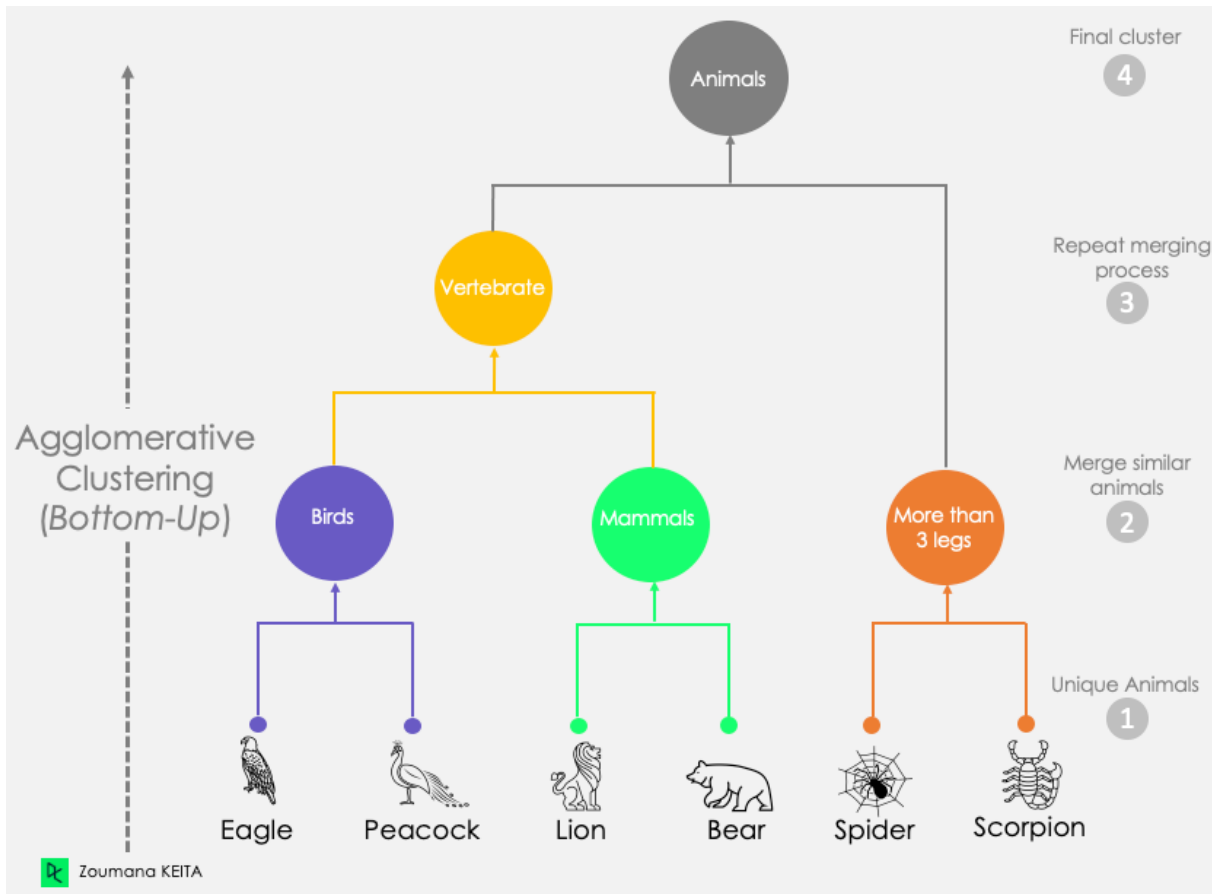 Final cluster
4
Animals
Repeat merging
process
3
Vertebrate
Agglomerative
Clustering
(Bottom-Up)
Merge similar
animals
2
Birds
Mammals
More than
3 legs
Unique Animals
1
Eagle
Peacock
Lion
Bear
Spider
Scorpion
DC Zoumana KEITA